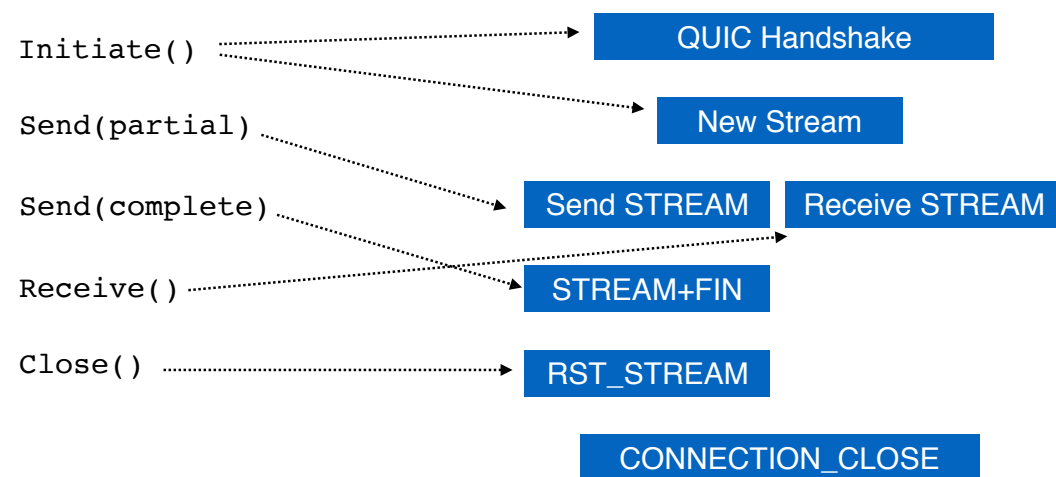 Initiate()
QUIC Handshake
New Stream
Send(partial)
Send(complete)
Send STREAM
Receive STREAM
Receive()
STREAM+FIN
Close()
RST_STREAM
CONNECTION_CLOSE